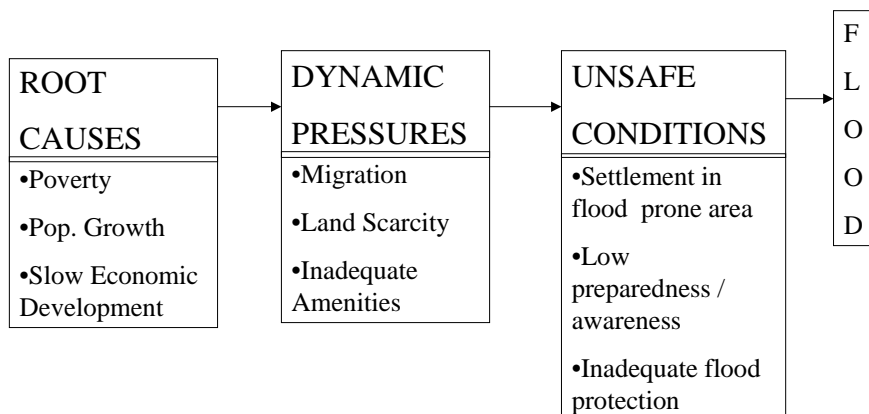 ROOT
CAUSES
•Poverty
•Pop. Growth
•Slow Economic
Development
DYNAMIC
PRESSURES
•Migration
•Land Scarcity
•Inadequate
Amenities
UNSAFE
CONDITIONS
•Settlement in
flood  prone area
•Low
preparedness /
awareness
•Inadequate flood
protection
F
L
O
O
D